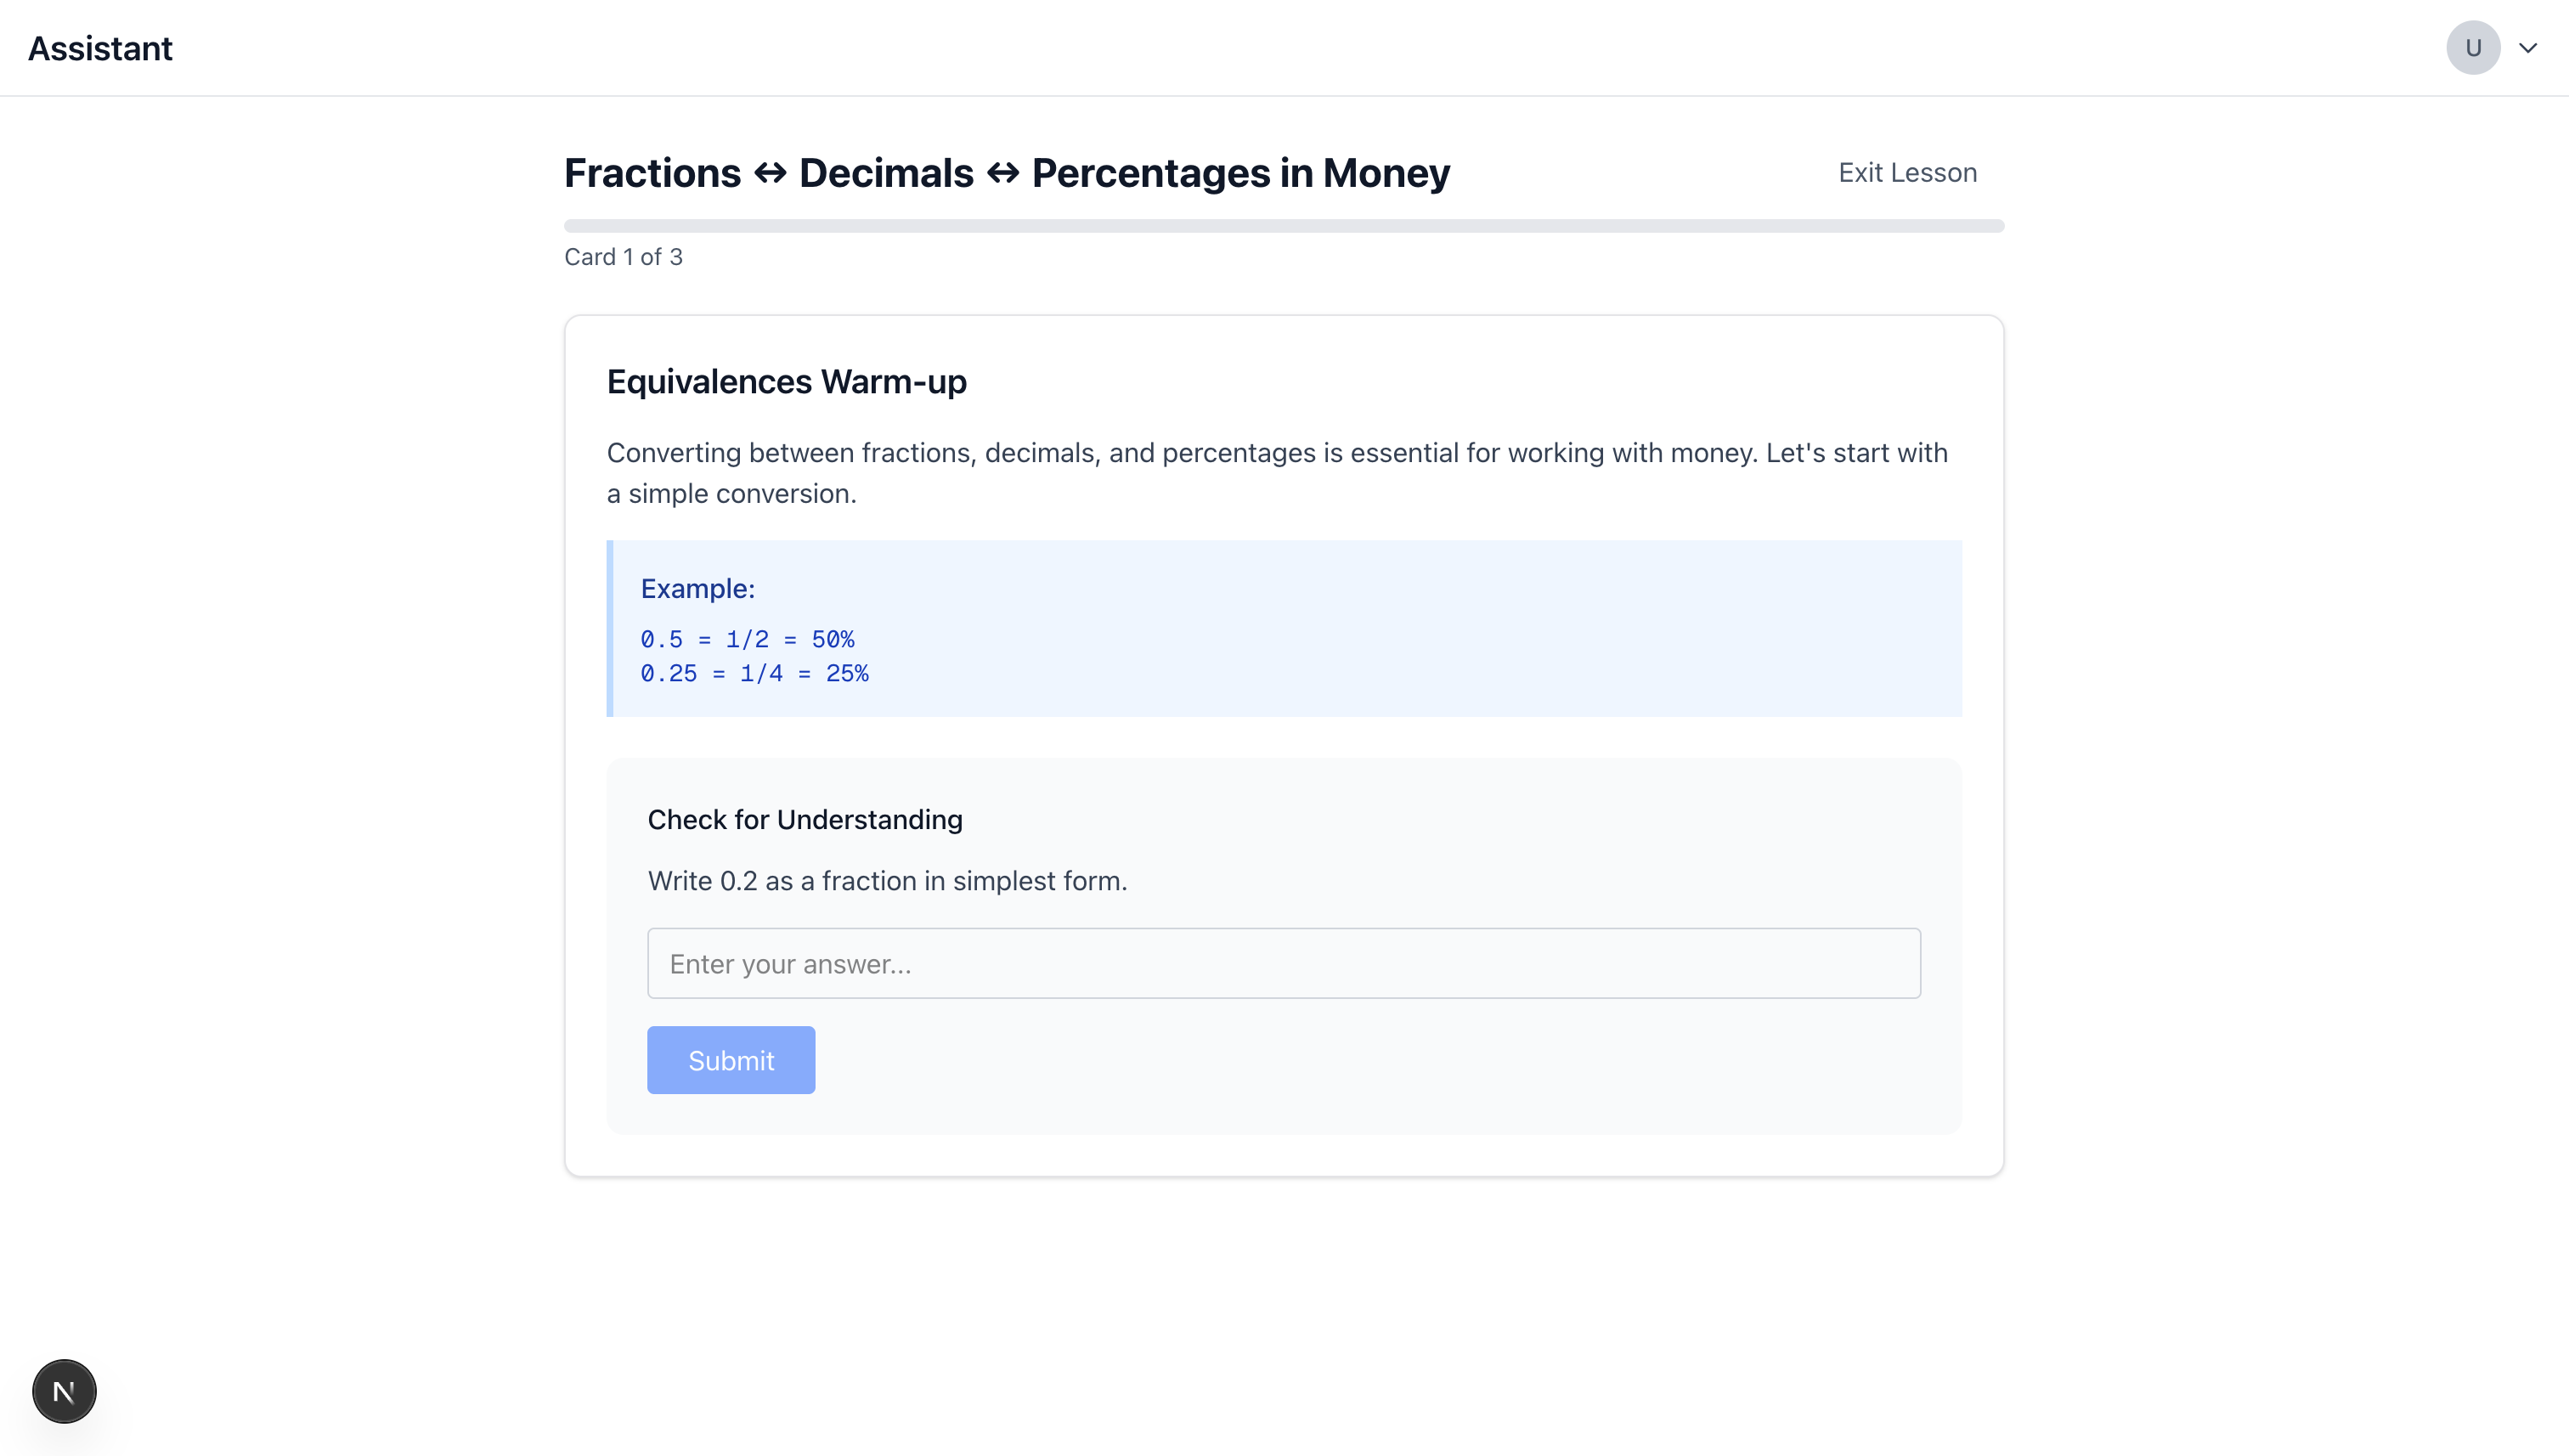 Assistant
U
Fractions ↔ Decimals ↔ Percentages in Money
Exit Lesson
Card 1 of 3
Equivalences Warm-up
Converting between fractions, decimals, and percentages is essential for working with money. Let's start with
a simple conversion.
Example:
0.5 = 1/2 = 50%
0.25 = 1/4 = 25%
Check for Understanding
Write 0.2 as a fraction in simplest form.
Enter your answer...
Submit
N